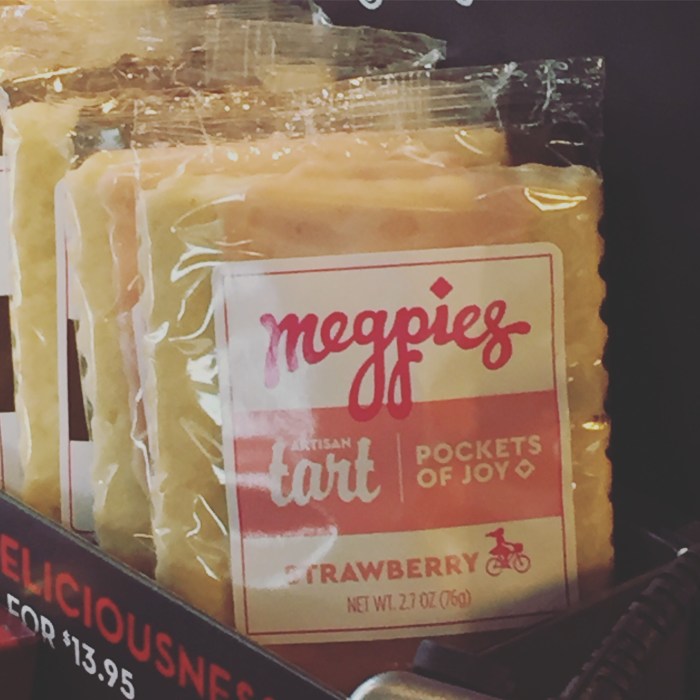 megpies
ARTISAN
tart
POCKETS
OF JOY
STRAWBERRY
NET WT. 2.7 OZ (76g)
ELICIOUSNES
FOR $13.95